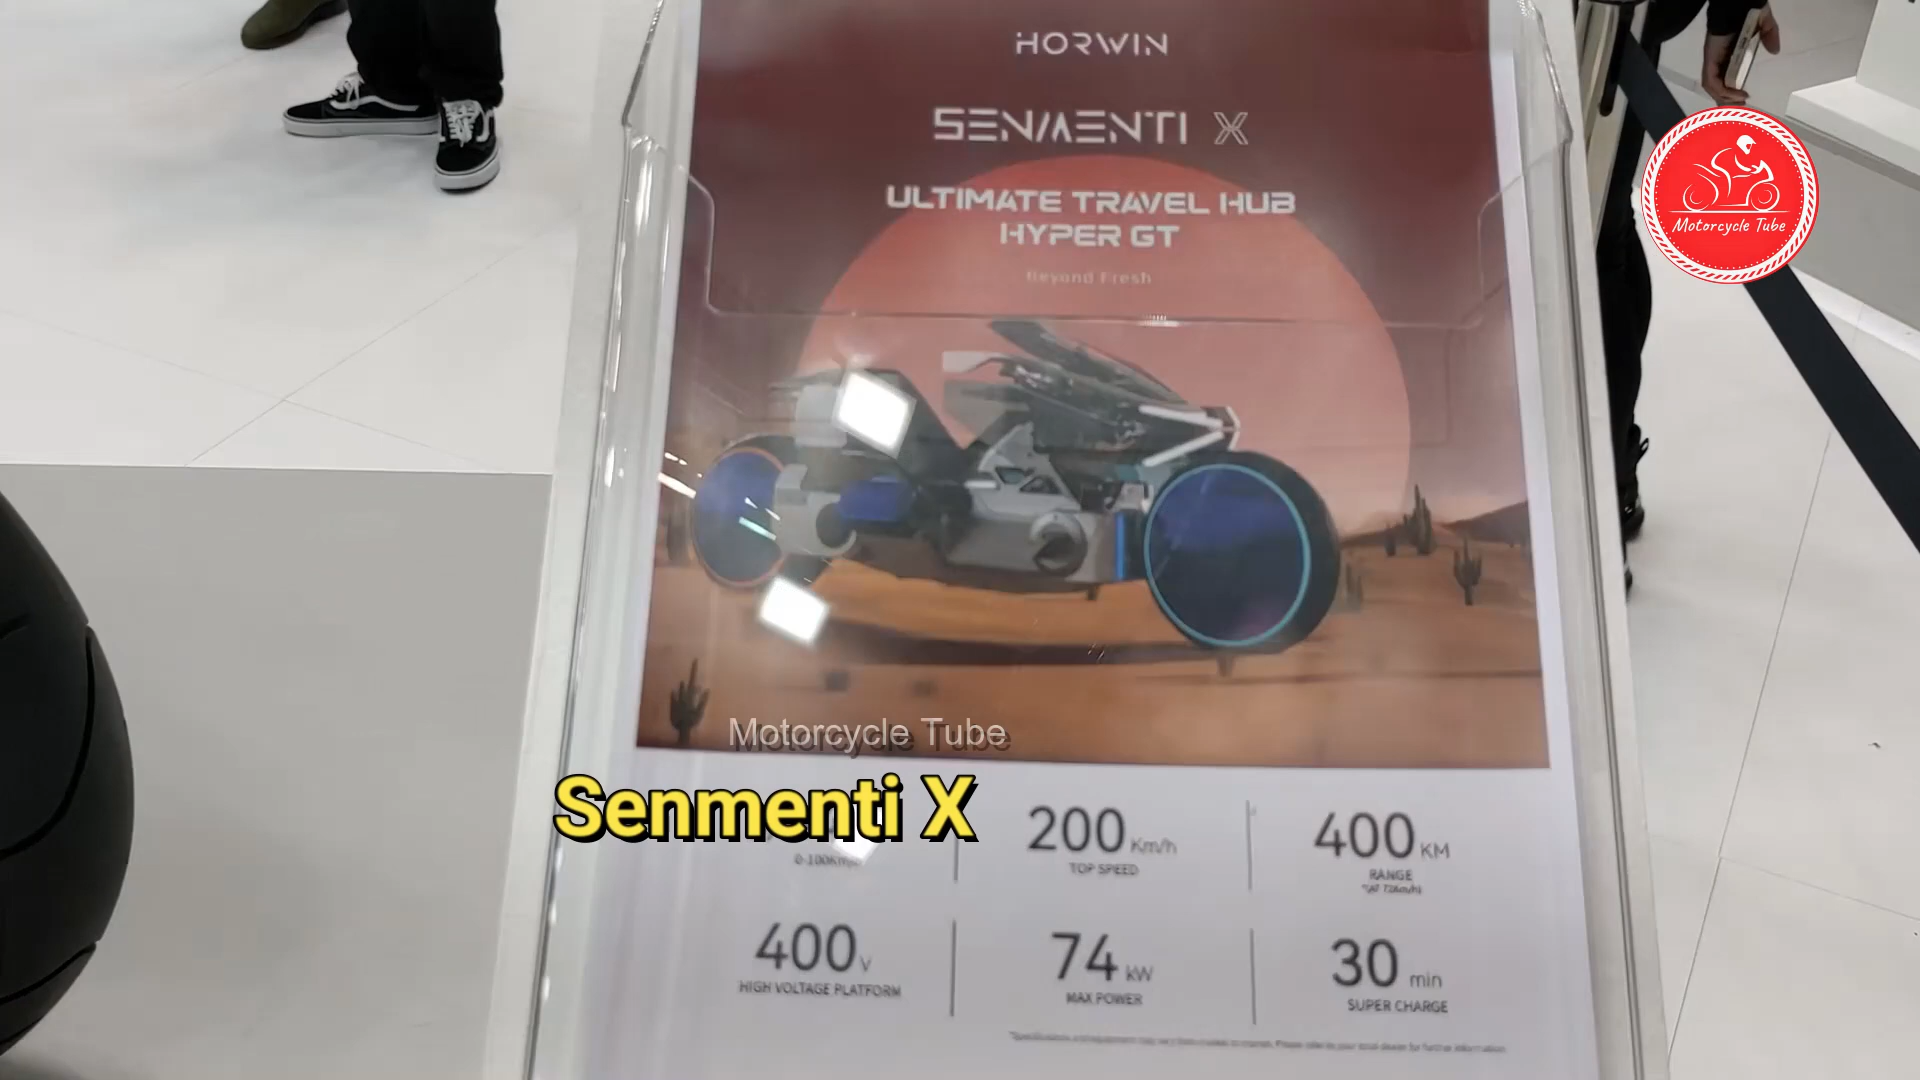 HORWIN
SENMENTI X
ULTIMATE TRAVEL HUB
HYPER GT
Beyond Fresh
Motorcycle Tube
Motorcycle Tube
Senmenti X
200 Km/h
TOP SPEED
400 KM
RANGE
400 V
HIGH VOLTAGE PLATFORM
74 kW
MAX POWER
30 min
SUPER CHARGE